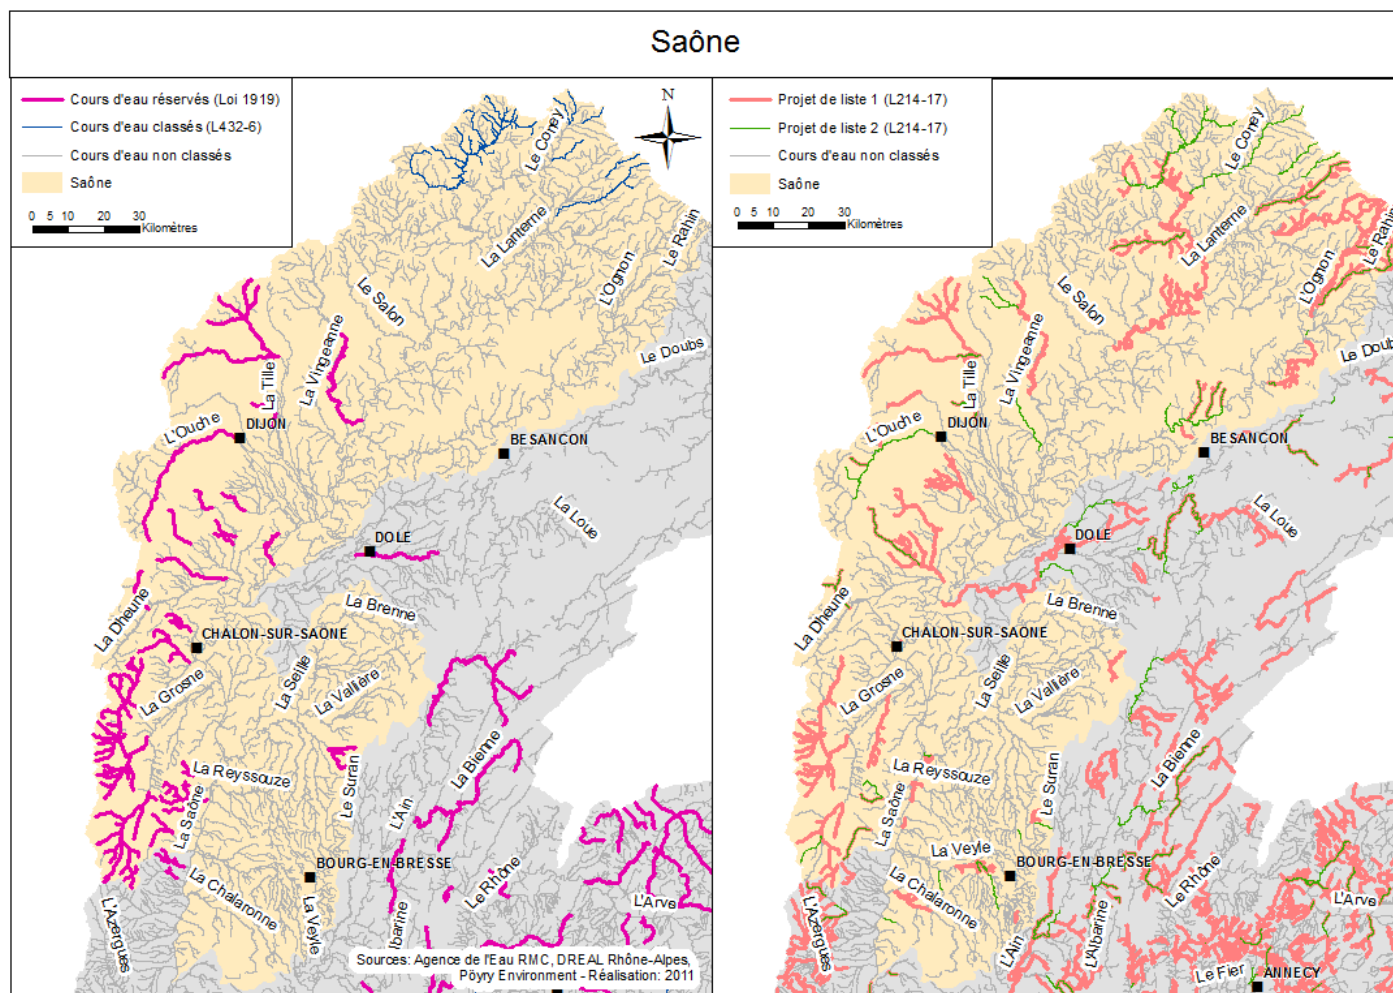 Saône
Cours d'eau réservés (Loi 1919)
Cours d'eau classés (L432-6)
Cours d'eau non classés
Saône
0 5 10 20 30
Kilomètres
N
Le Coney
La Lanterne
Le Rahin
L'Ognon
Le Salon
La Vingeanne
Le Doubs
La Tille
L'Ouche
DIJON
BESANCON
La Loue
DOLE
La Brenne
La Dheune
CHALON-SUR-SAONE
La Seille
La Grosne
La Vallière
La Bienne
La Reyssouze
Le Suran
La Saône
L'Ain
BOURG-EN-BRESSE
La Chalaronne
La Veyle
Le Rhône
L'Arve
L'Azergues
lbarine
Sources: Agence de l'Eau RMC, DREAL Rhône-Alpes,
Pöyry Environment - Réalisation: 2011
Projet de liste 1 (L214-17)
Projet de liste 2 (L214-17)
Cours d'eau non classés
Saône
0 5 10 20 30
Kilomètres
Le Coney
La Lanterne
Le Rahin
L'Ognon
Le Salon
La Vingeanne
Le Doubs
La Tille
L'Ouche
DIJON
BESANCON
La Loue
DOLE
La Brenne
La Dheune
CHALON-SUR-SAONE
La Seille
La Grosne
La Vallière
La Bienne
La Reyssouze
Le Suran
La Saône
La Veyle
BOURG-EN-BRESSE
La Chalaronne
Le Rhône
L'Arve
L'Azergues
L'Ain
L'Albarine
Le Fier
ANNECY